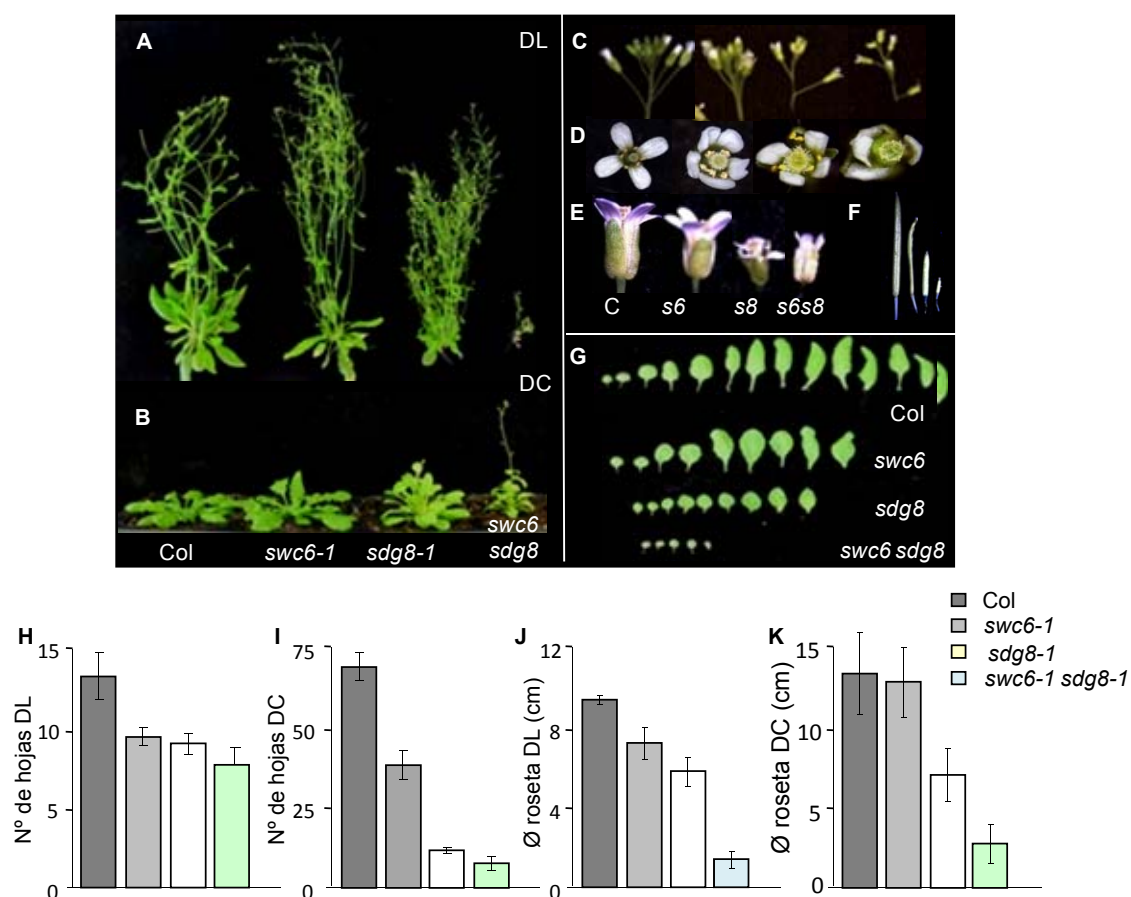 A
DL
C
D
E
F
C s6 s8 s6s8
DC
B
G
Col
swc6
sdg8
swc6 sdg8
swc6
Col swc6-1 sdg8-1 sdg8
Col
swc6-1
sdg8-1
swc6-1 sdg8-1
H
15
10
5
0
Nº de hojas DL
I
75
50
25
0
Nº de hojas DC
J
12
8
4
0
Ø roseta DL (cm)
K
15
10
5
0
Ø roseta DC (cm)